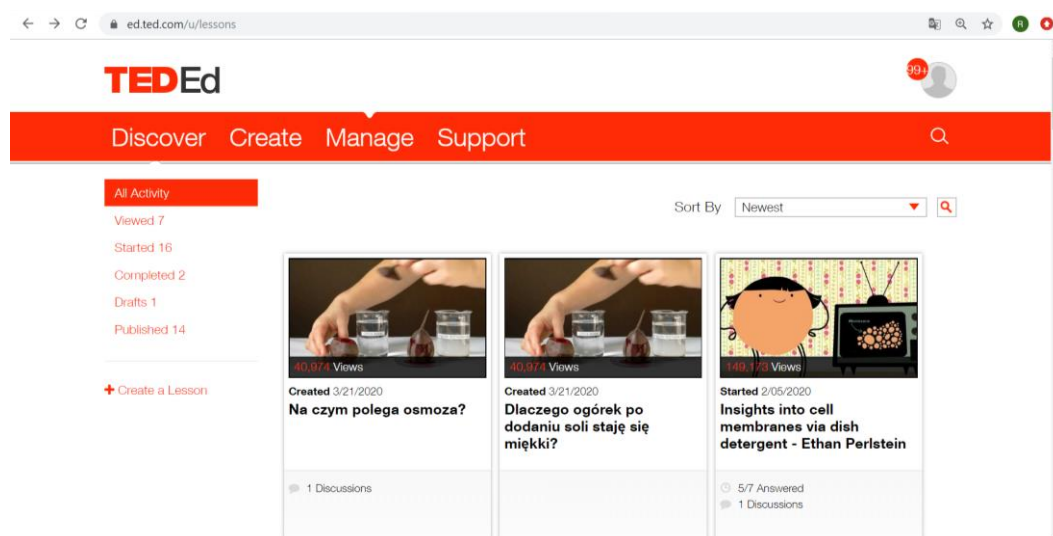 ed.ted.com/u/lessons
R
TEDEd
99+
Discover Create Manage Support
All Activity
Viewed 7
Started 16
Completed 2
Drafts 1
Published 14
+ Create a Lesson
Sort By Newest
40,974 Views
Created 3/21/2020
Na czym polega osmoza?
1 Discussions
40,974 Views
Created 3/21/2020
Dlaczego ogórek po
dodaniu soli staję się
miękki?
149,173 Views
Started 2/05/2020
Insights into cell
membranes via dish
detergent - Ethan Perlstein
5/7 Answered
1 Discussions